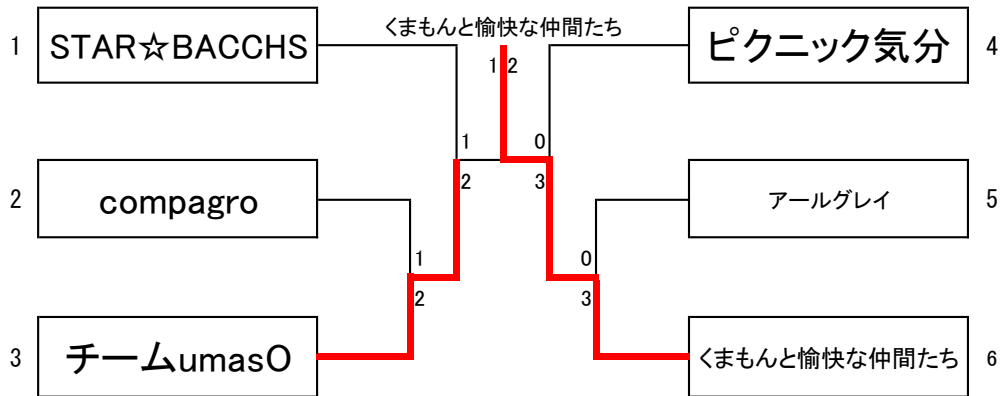 くまもんと愉快な仲間たち
1 STAR☆BACCHS
1 2
ピクニック気分 4
1
0
2
3
2 compagro
アールグレイ 5
1
0
2
3
3 チームumasO
くまもんと愉快な仲間たち 6